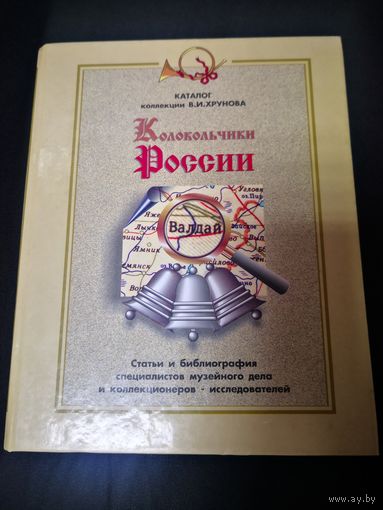 КАТАЛОГ
коллекции В.И.ХРУНОВА
Колокольчики
России
Валдай
Статьи и библиография
специалистов музейного дела
и коллекционеров - исследователей
www.ay.by